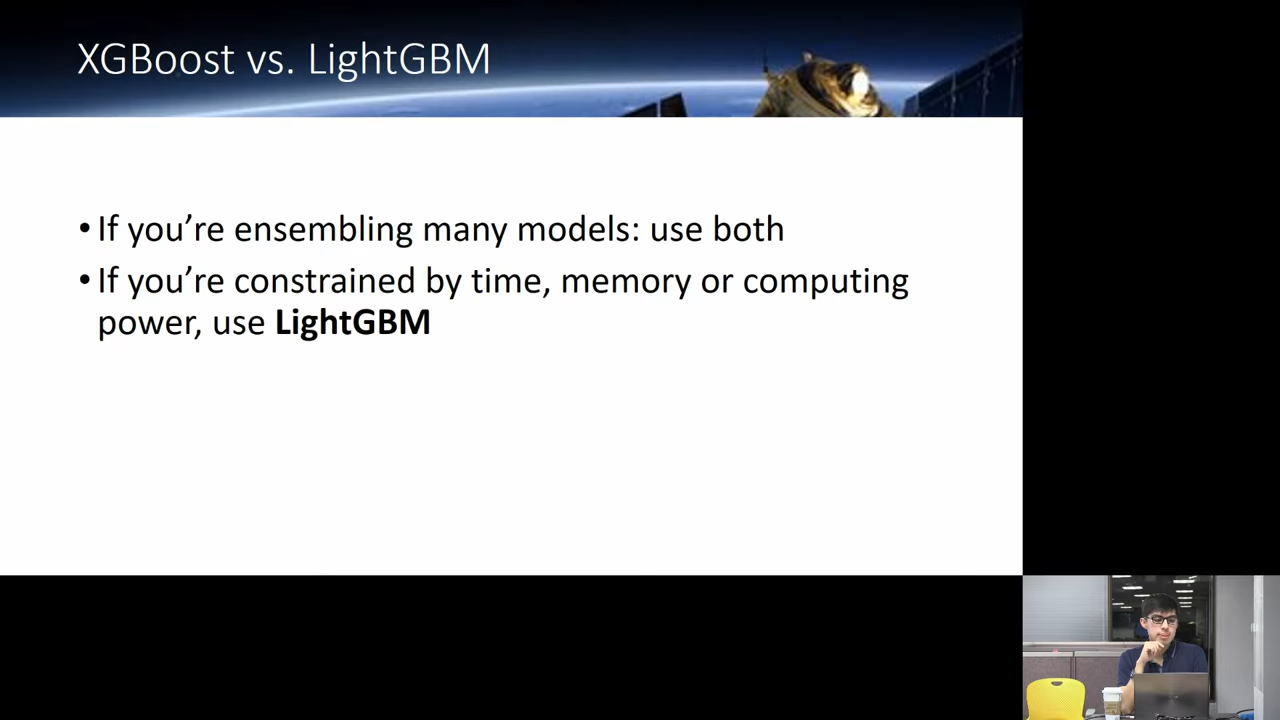 XGBoost vs. LightGBM
•If you’re ensembling many models: use both
•If you’re constrained by time, memory or computing
power, use LightGBM